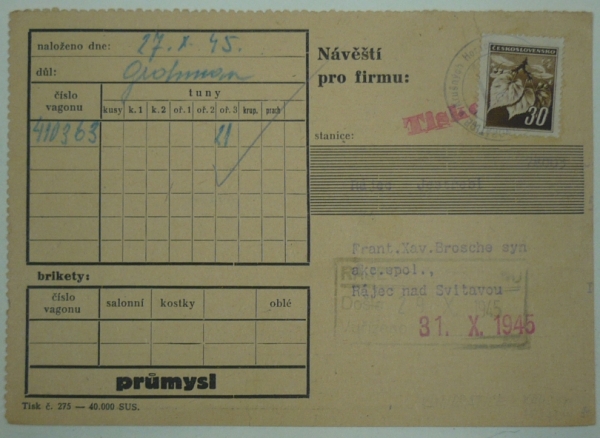 naloženo dne: 27. X. 45.
důl: Grohman
číslo vagonu
tuny
kusy k. 1 k. 2 oř. 1 oř. 2 oř. 3 krup. prach
410363 21
brikety:
číslo vagonu salonní kostky oblé
průmysl
Tisk č. 275 — 40.000 SUS.
Návěští
pro firmu:
ČESKOSLOVENSKO
30
stanice:
Rájec Jestřebí
Frant.Xav.Brosche syn
akc.spol.,
Rájec nad Svitavou
31. X. 1945